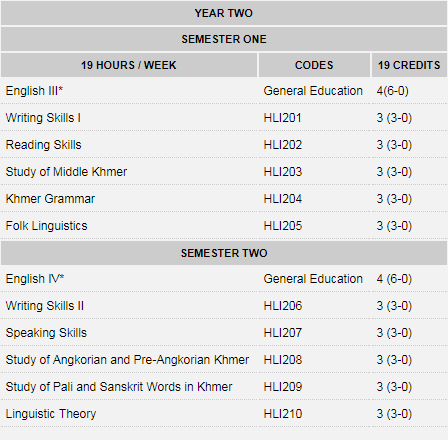 YEAR TWO
SEMESTER ONE
19 HOURS / WEEK CODES 19 CREDITS
English III* General Education 4(6-0)
Writing Skills I HLI201 3 (3-0)
Reading Skills HLI202 3 (3-0)
Study of Middle Khmer HLI203 3 (3-0)
Khmer Grammar HLI204 3 (3-0)
Folk Linguistics HLI205 3 (3-0)
SEMESTER TWO
English IV* General Education 4 (6-0)
Writing Skills II HLI206 3 (3-0)
Speaking Skills HLI207 3 (3-0)
Study of Angkorian and Pre-Angkorian Khmer HLI208 3 (3-0)
Study of Pali and Sanskrit Words in Khmer HLI209 3 (3-0)
Linguistic Theory HLI210 3 (3-0)